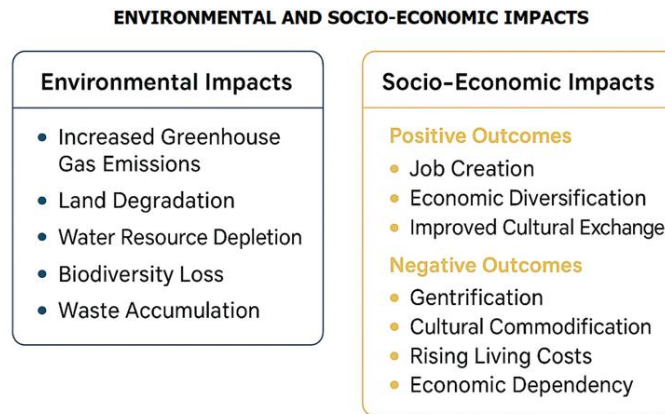 ENVIRONMENTAL AND SOCIO-ECONOMIC IMPACTS
Environmental Impacts
• Increased Greenhouse
Gas Emissions
• Land Degradation
• Water Resource Depletion
• Biodiversity Loss
• Waste Accumulation
Socio-Economic Impacts
Positive Outcomes
• Job Creation
• Economic Diversification
• Improved Cultural Exchange
Negative Outcomes
• Gentrification
• Cultural Commodification
• Rising Living Costs
• Economic Dependency